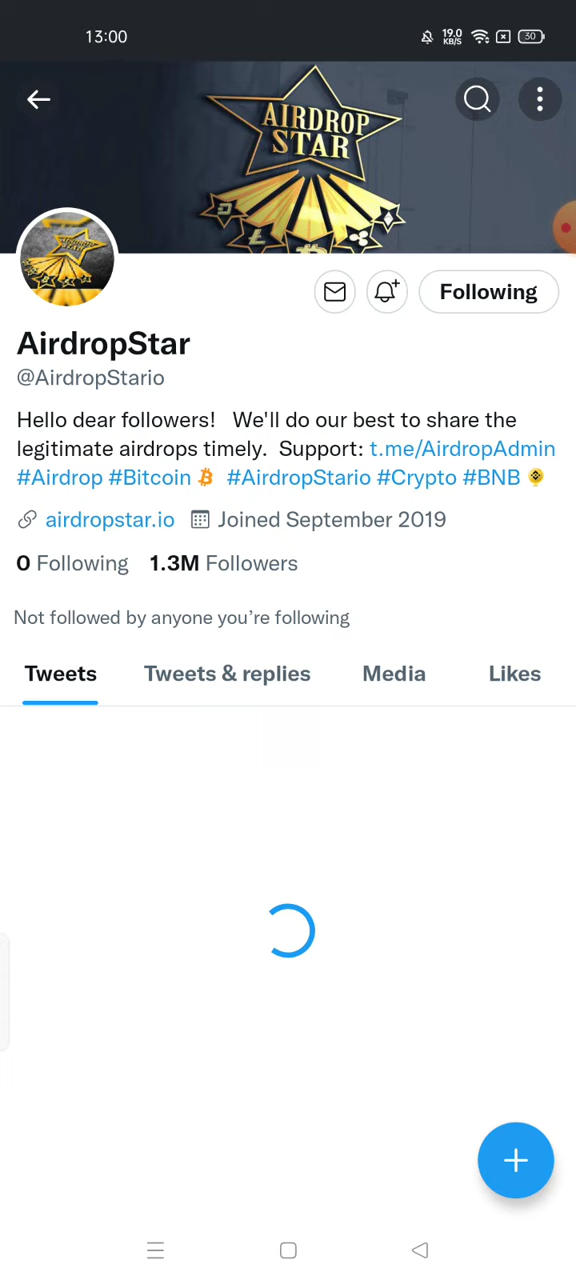 13:00
19.0
KB/S
30
AIRDROP
STAR
Following
AirdropStar
@AirdropStario
Hello dear followers! We'll do our best to share the
legitimate airdrops timely. Support: t.me/AirdropAdmin
#Airdrop #Bitcoin #AirdropStario #Crypto #BNB
airdropstar.io Joined September 2019
0 Following 1.3M Followers
Not followed by anyone you’re following
Tweets Tweets & replies Media Likes